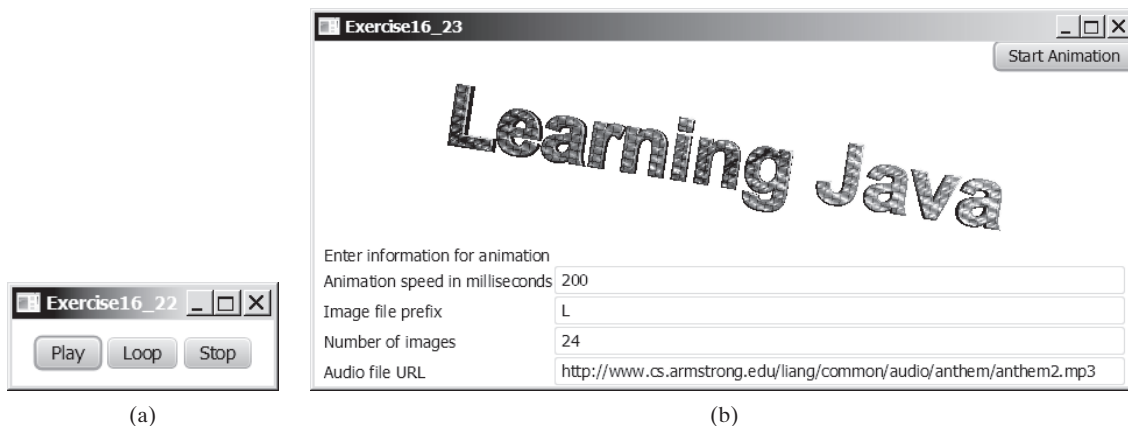 Exercise16_22
Play Loop Stop
(a)
Exercise16_23
Start Animation
Learning Java
Enter information for animation
Animation speed in milliseconds 200
Image file prefix L
Number of images 24
Audio file URL http://www.cs.armstrong.edu/liang/common/audio/anthem/anthem2.mp3
(b)